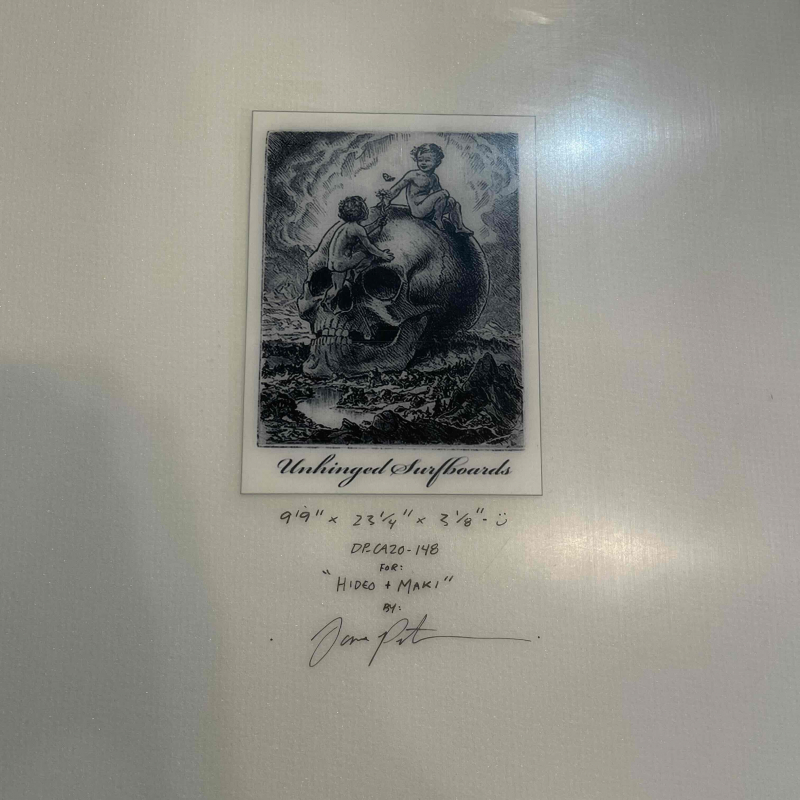 Unhinged Surfboards
9'9" x 23 1/4" x 3 1/8" - Ü
DP-CA20-148
FOR:
"HIDEO + MAKI"
BY: